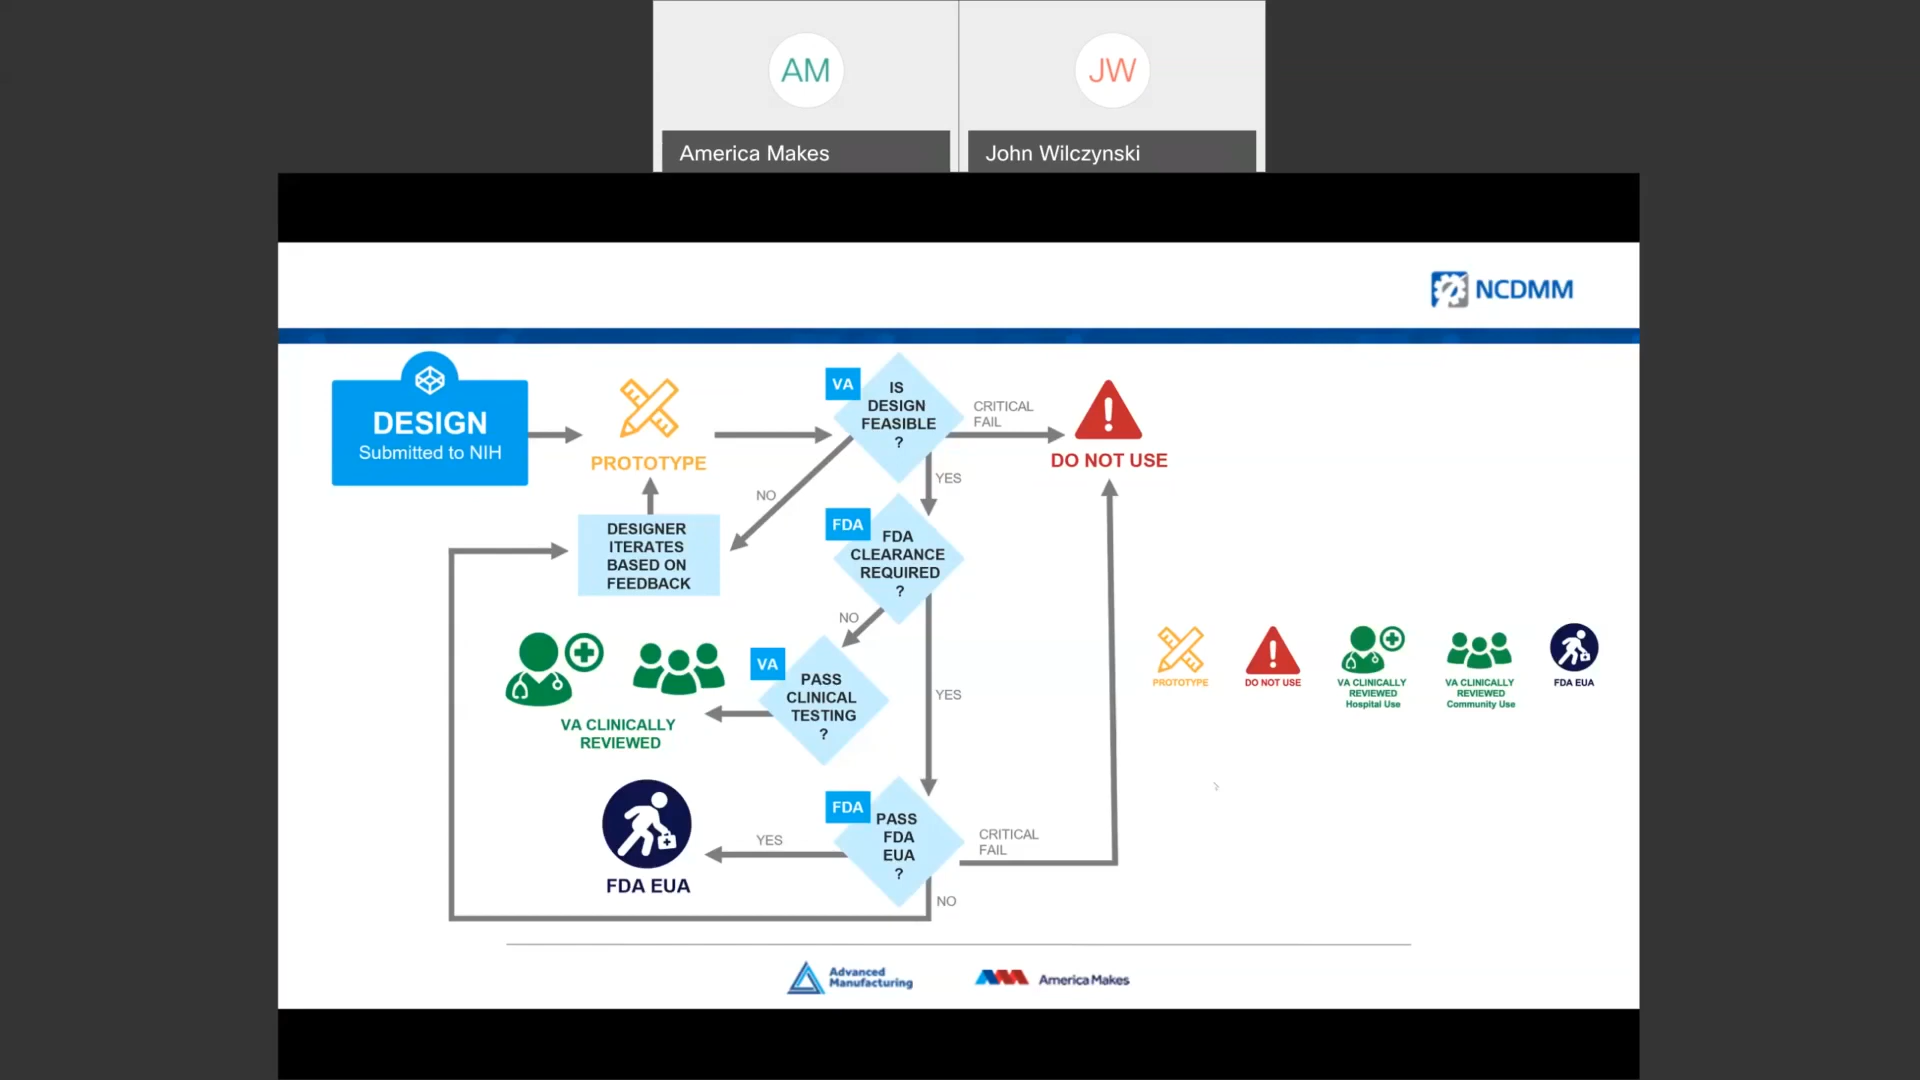 AM
JW
America Makes
John Wilczynski
NCDMM
DESIGN
Submitted to NIH
PROTOTYPE
VA
IS
DESIGN
FEASIBLE
?
CRITICAL
FAIL
DO NOT USE
NO
YES
DESIGNER
ITERATES
BASED ON
FEEDBACK
FDA
FDA
CLEARANCE
REQUIRED
?
NO
YES
VA
PASS
CLINICAL
TESTING
?
VA CLINICALLY
REVIEWED
FDA
PASS
FDA
EUA
?
YES
CRITICAL
FAIL
NO
FDA EUA
PROTOTYPE
DO NOT USE
VA CLINICALLY
REVIEWED
Hospital Use
VA CLINICALLY
REVIEWED
Community Use
FDA EUA
Advanced
Manufacturing
America Makes